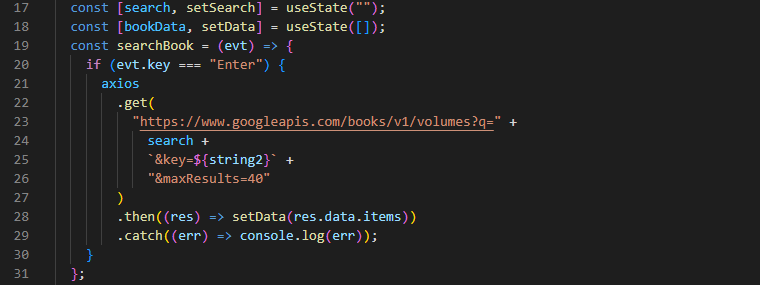 17 const [search, setSearch] = useState("");
18 const [bookData, setData] = useState([]);
19 const searchBook = (evt) => {
20 if (evt.key === "Enter") {
21 axios
22 .get(
23 "https://www.googleapis.com/books/v1/volumes?q=" +
24 search +
25 `&key=${string2}` +
26 "&maxResults=40"
27 )
28 .then((res) => setData(res.data.items))
29 .catch((err) => console.log(err));
30 }
31 };